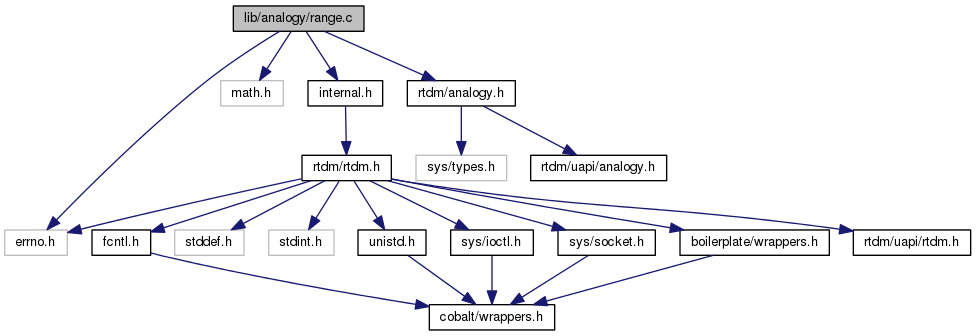 lib/analogy/range.c
math.h
internal.h
rtdm/analogy.h
rtdm/rtdm.h
sys/types.h
rtdm/uapi/analogy.h
errno.h
fcntl.h
stddef.h
stdint.h
unistd.h
sys/ioctl.h
sys/socket.h
boilerplate/wrappers.h
rtdm/uapi/rtdm.h
cobalt/wrappers.h